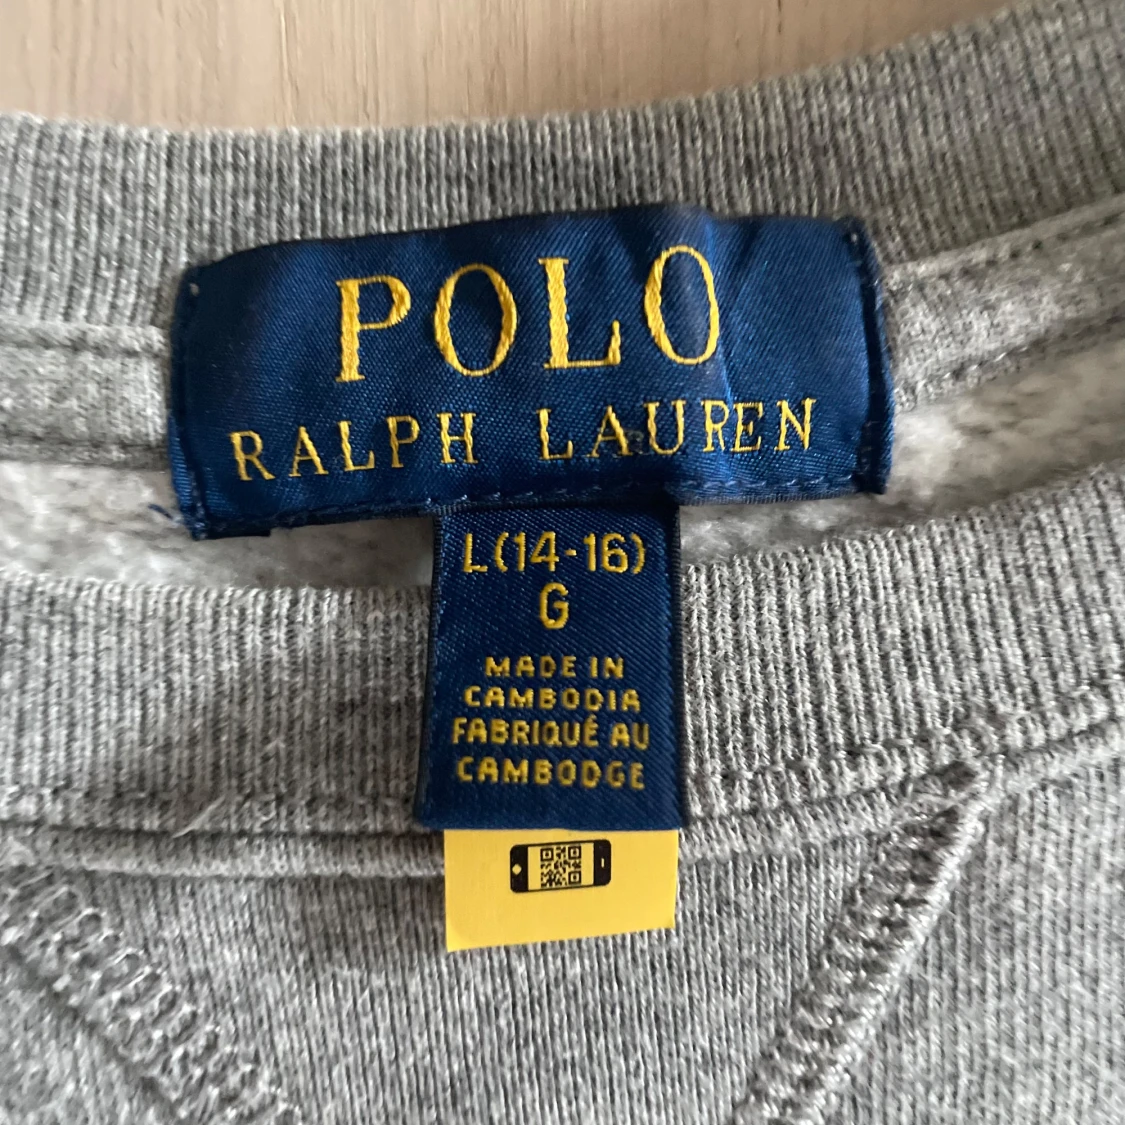 POLO
RALPH LAUREN
L(14-16)
G
MADE IN
CAMBODIA
FABRIQUÉ AU
CAMBODGE